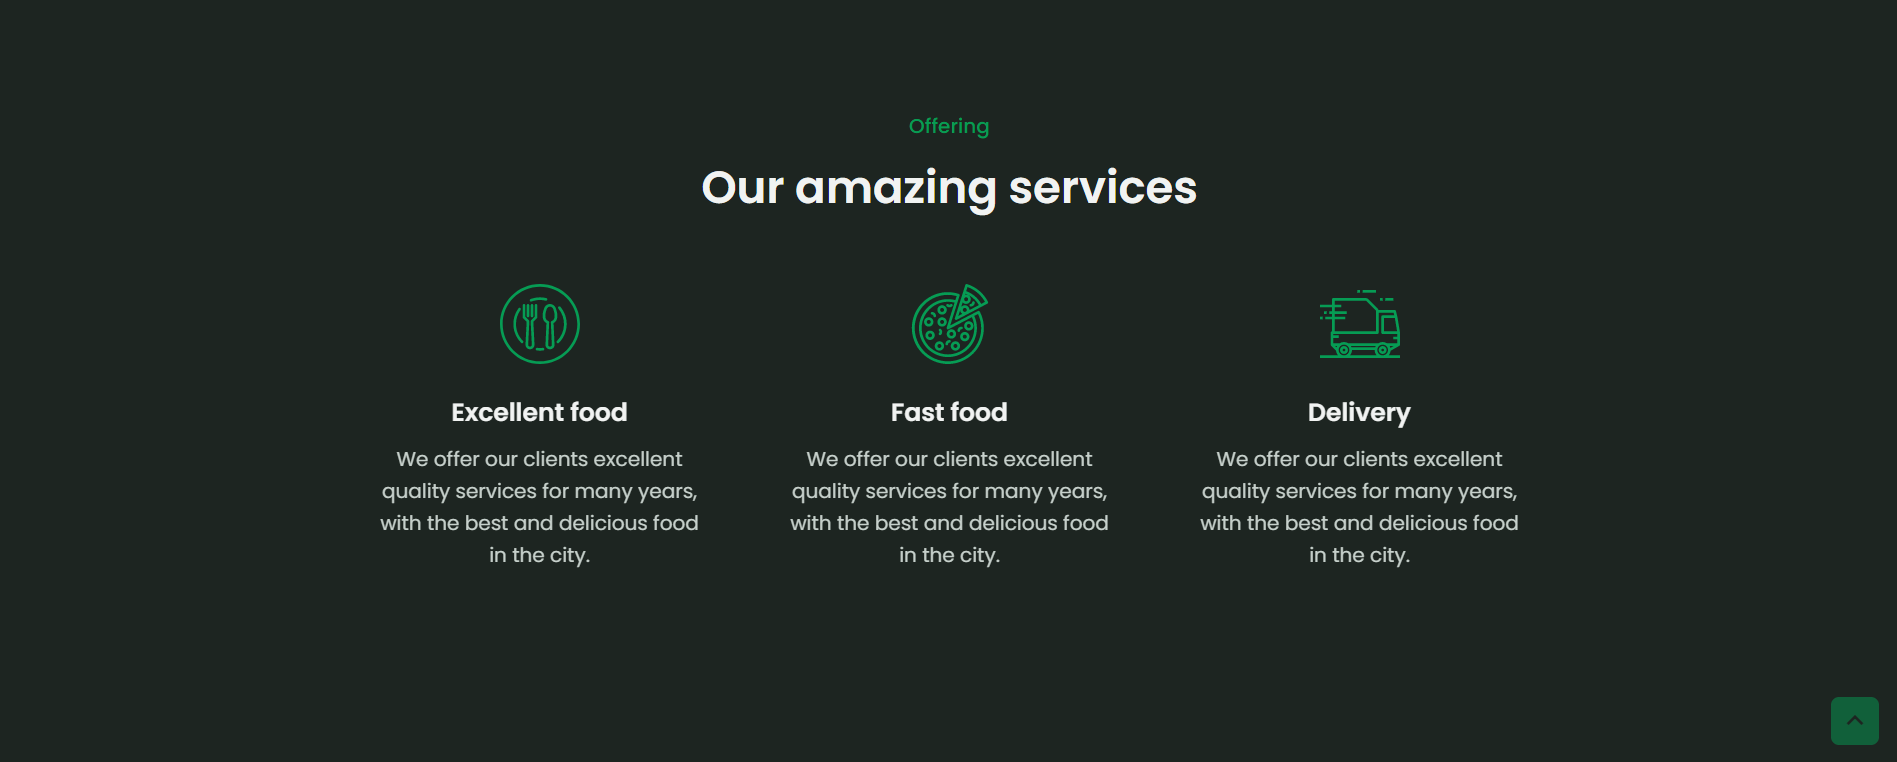 Offering
Our amazing services
Excellent food
We offer our clients excellent
quality services for many years,
with the best and delicious food
in the city.
Fast food
We offer our clients excellent
quality services for many years,
with the best and delicious food
in the city.
Delivery
We offer our clients excellent
quality services for many years,
with the best and delicious food
in the city.